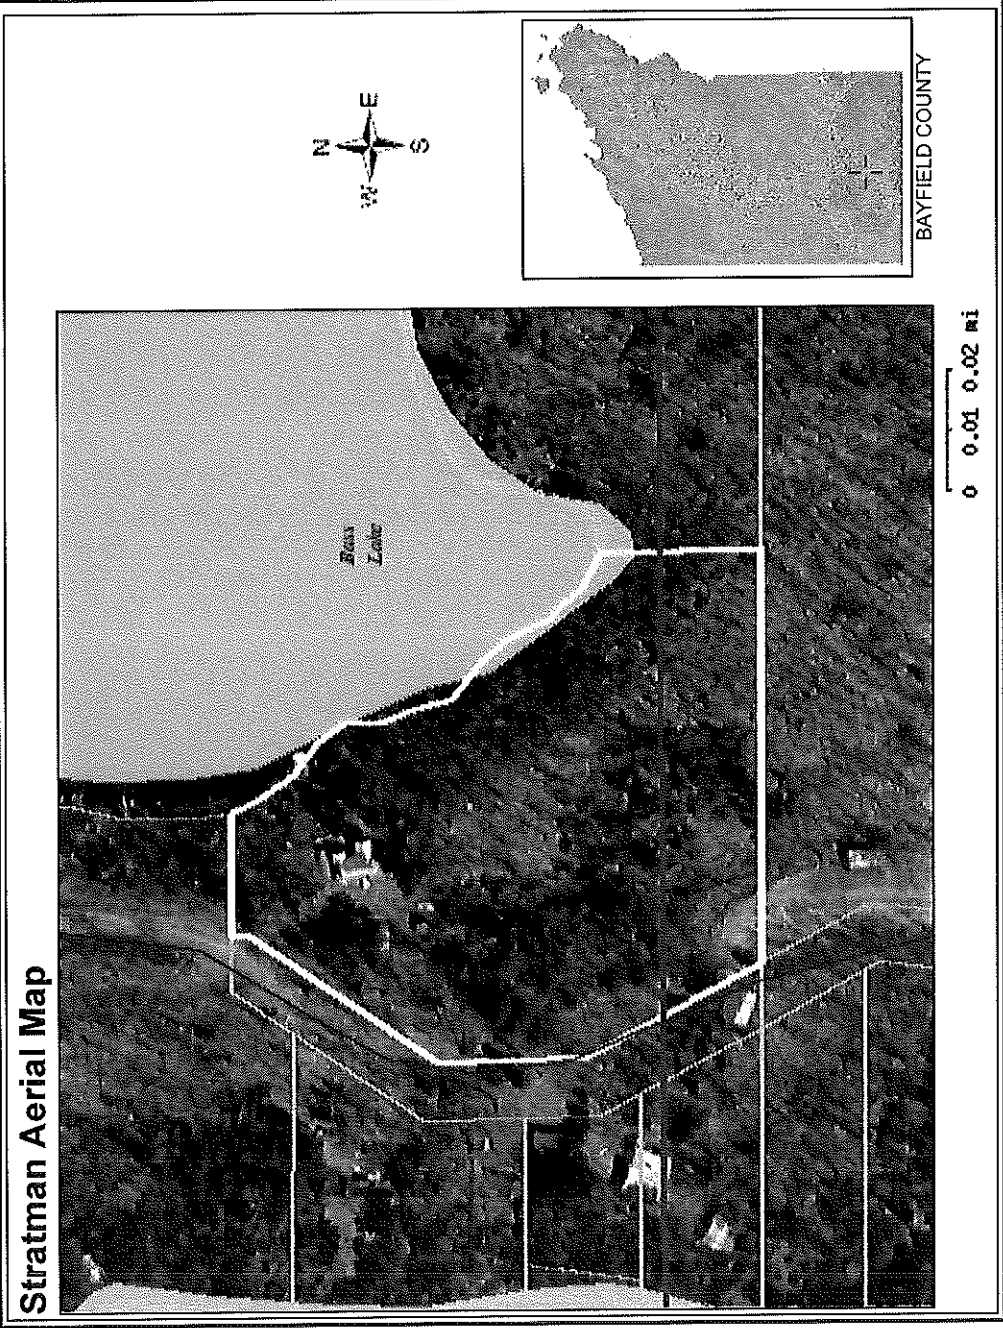 Stratman Aerial Map
N
W E
S
Bass
Lake
BAYFIELD COUNTY
0 0.01 0.02 mi